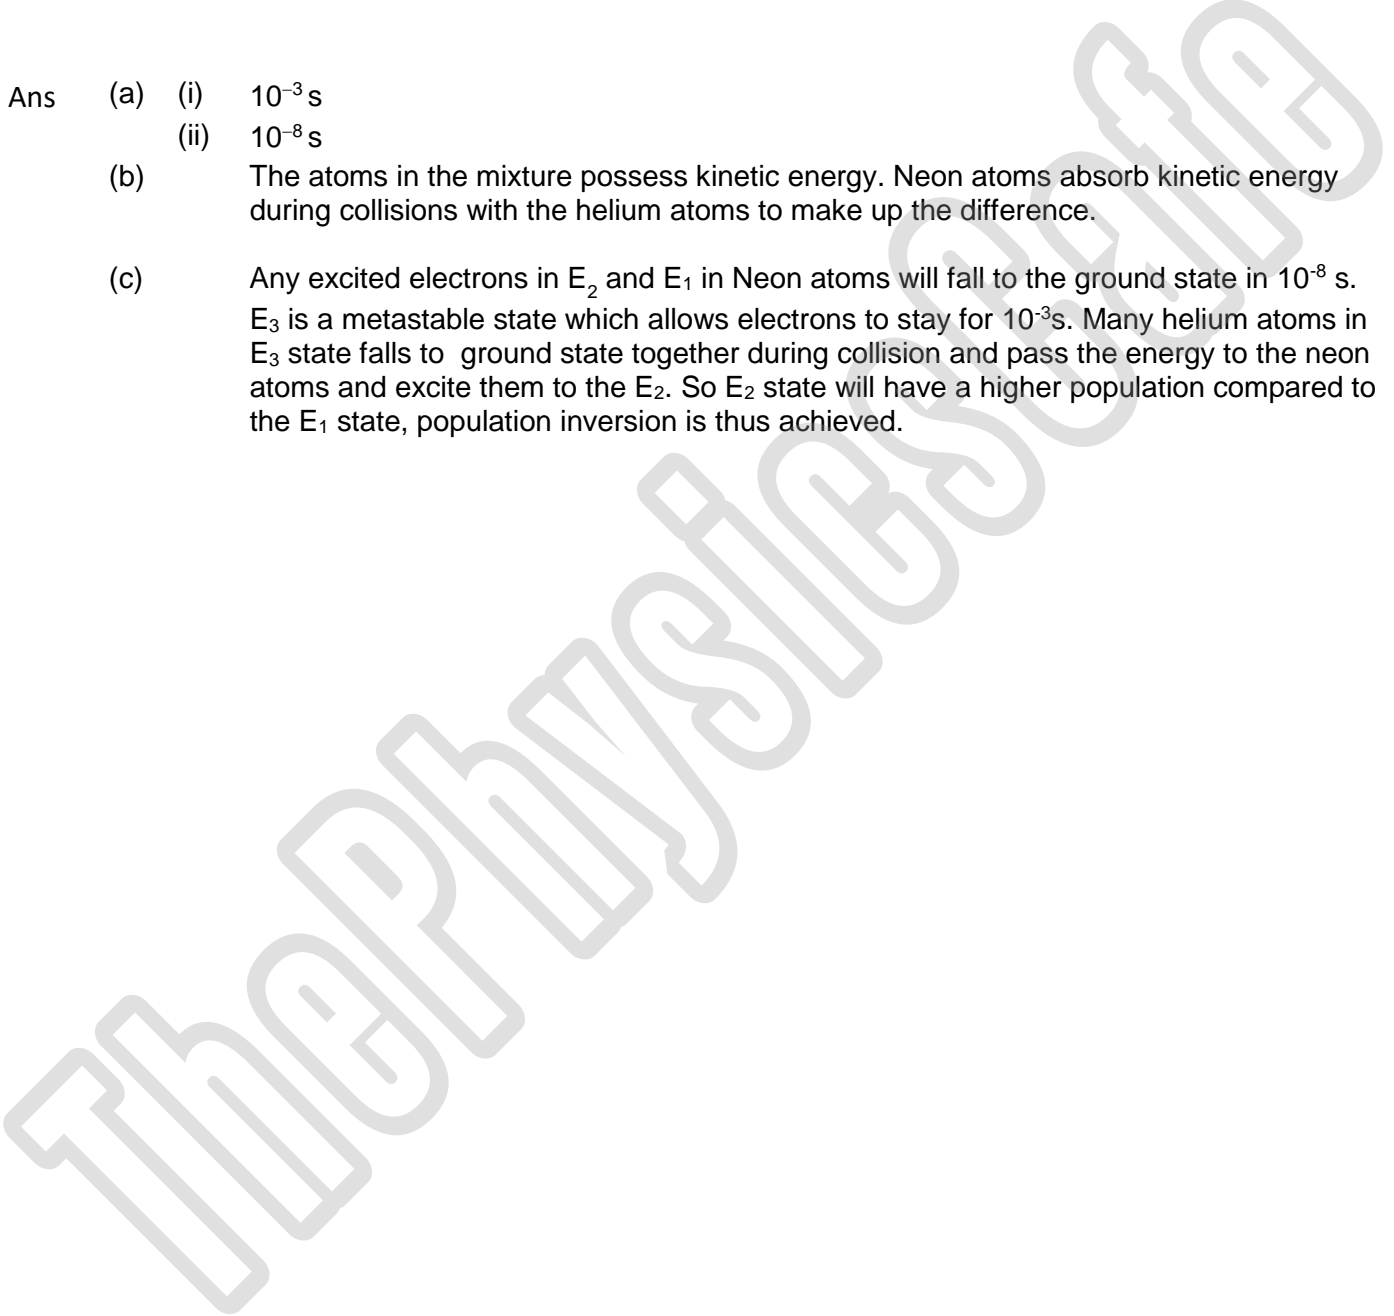 Ans (a) (i) 10⁻³ s
(ii) 10⁻⁸ s
(b) The atoms in the mixture possess kinetic energy. Neon atoms absorb kinetic energy
during collisions with the helium atoms to make up the difference.
(c) Any excited electrons in E₂ and E₁ in Neon atoms will fall to the ground state in 10⁻⁸ s.
E₃ is a metastable state which allows electrons to stay for 10⁻³s. Many helium atoms in
E₃ state falls to ground state together during collision and pass the energy to the neon
atoms and excite them to the E₂. So E₂ state will have a higher population compared to
the E₁ state, population inversion is thus achieved.
ThePhysicsCafe